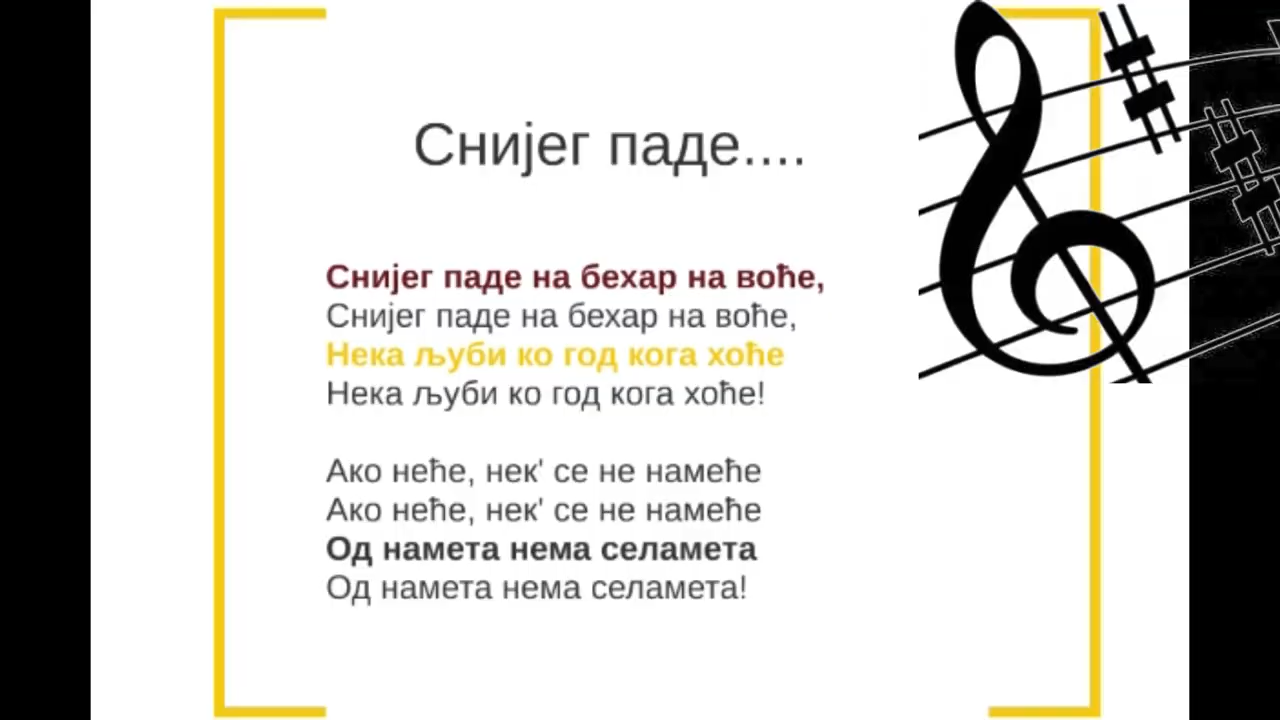 Снијег паде....
Снијег паде на бехар на воће,
Снијег паде на бехар на воће,
Нека љуби ко год кога хоће
Нека љуби ко год кога хоће!
Ако неће, нек' се не намеће
Ако неће, нек' се не намеће
Од намета нема селамета
Од намета нема селамета!